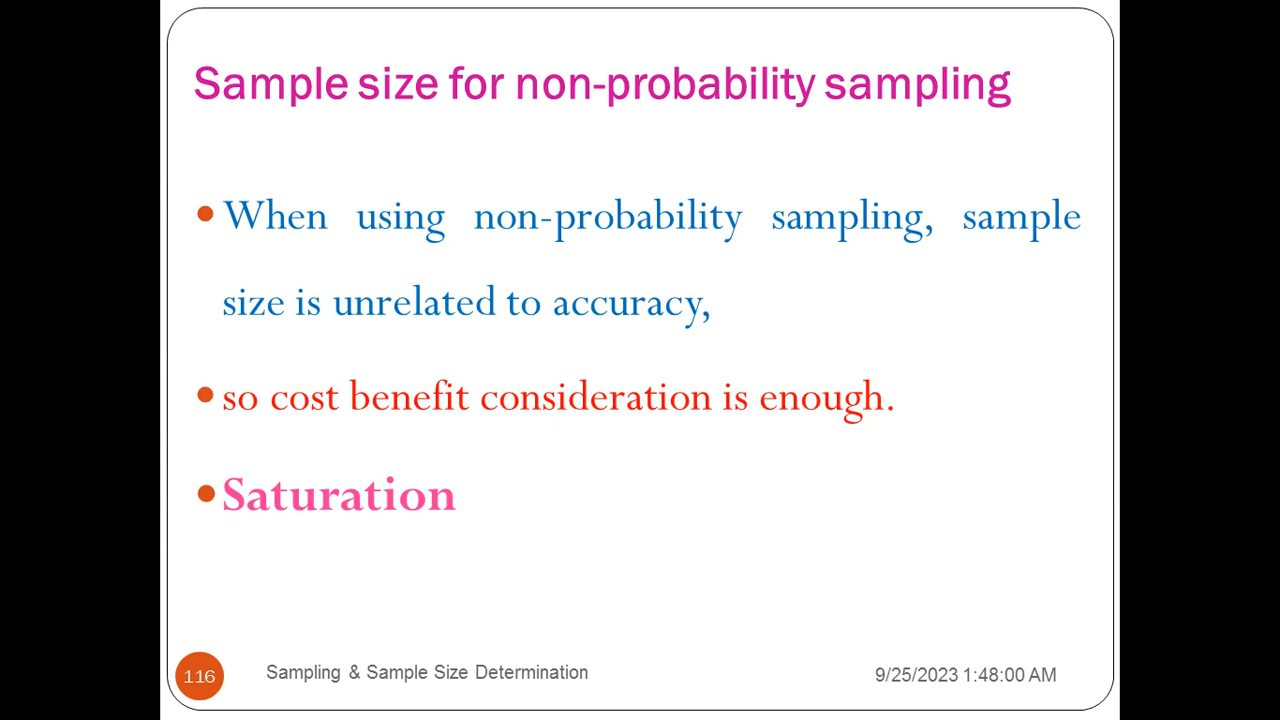 Sample size for non-probability sampling
• When using non-probability sampling, sample
size is unrelated to accuracy,
• so cost benefit consideration is enough.
• Saturation
116 Sampling & Sample Size Determination 9/25/2023 1:48:00 AM